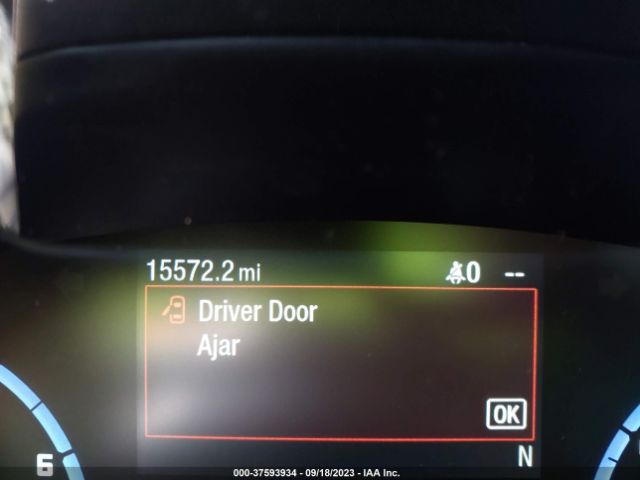 15572.2 mi 0 --
Driver Door
Ajar
OK
N
6
000-37593934 - 09/18/2023 - IAA Inc.